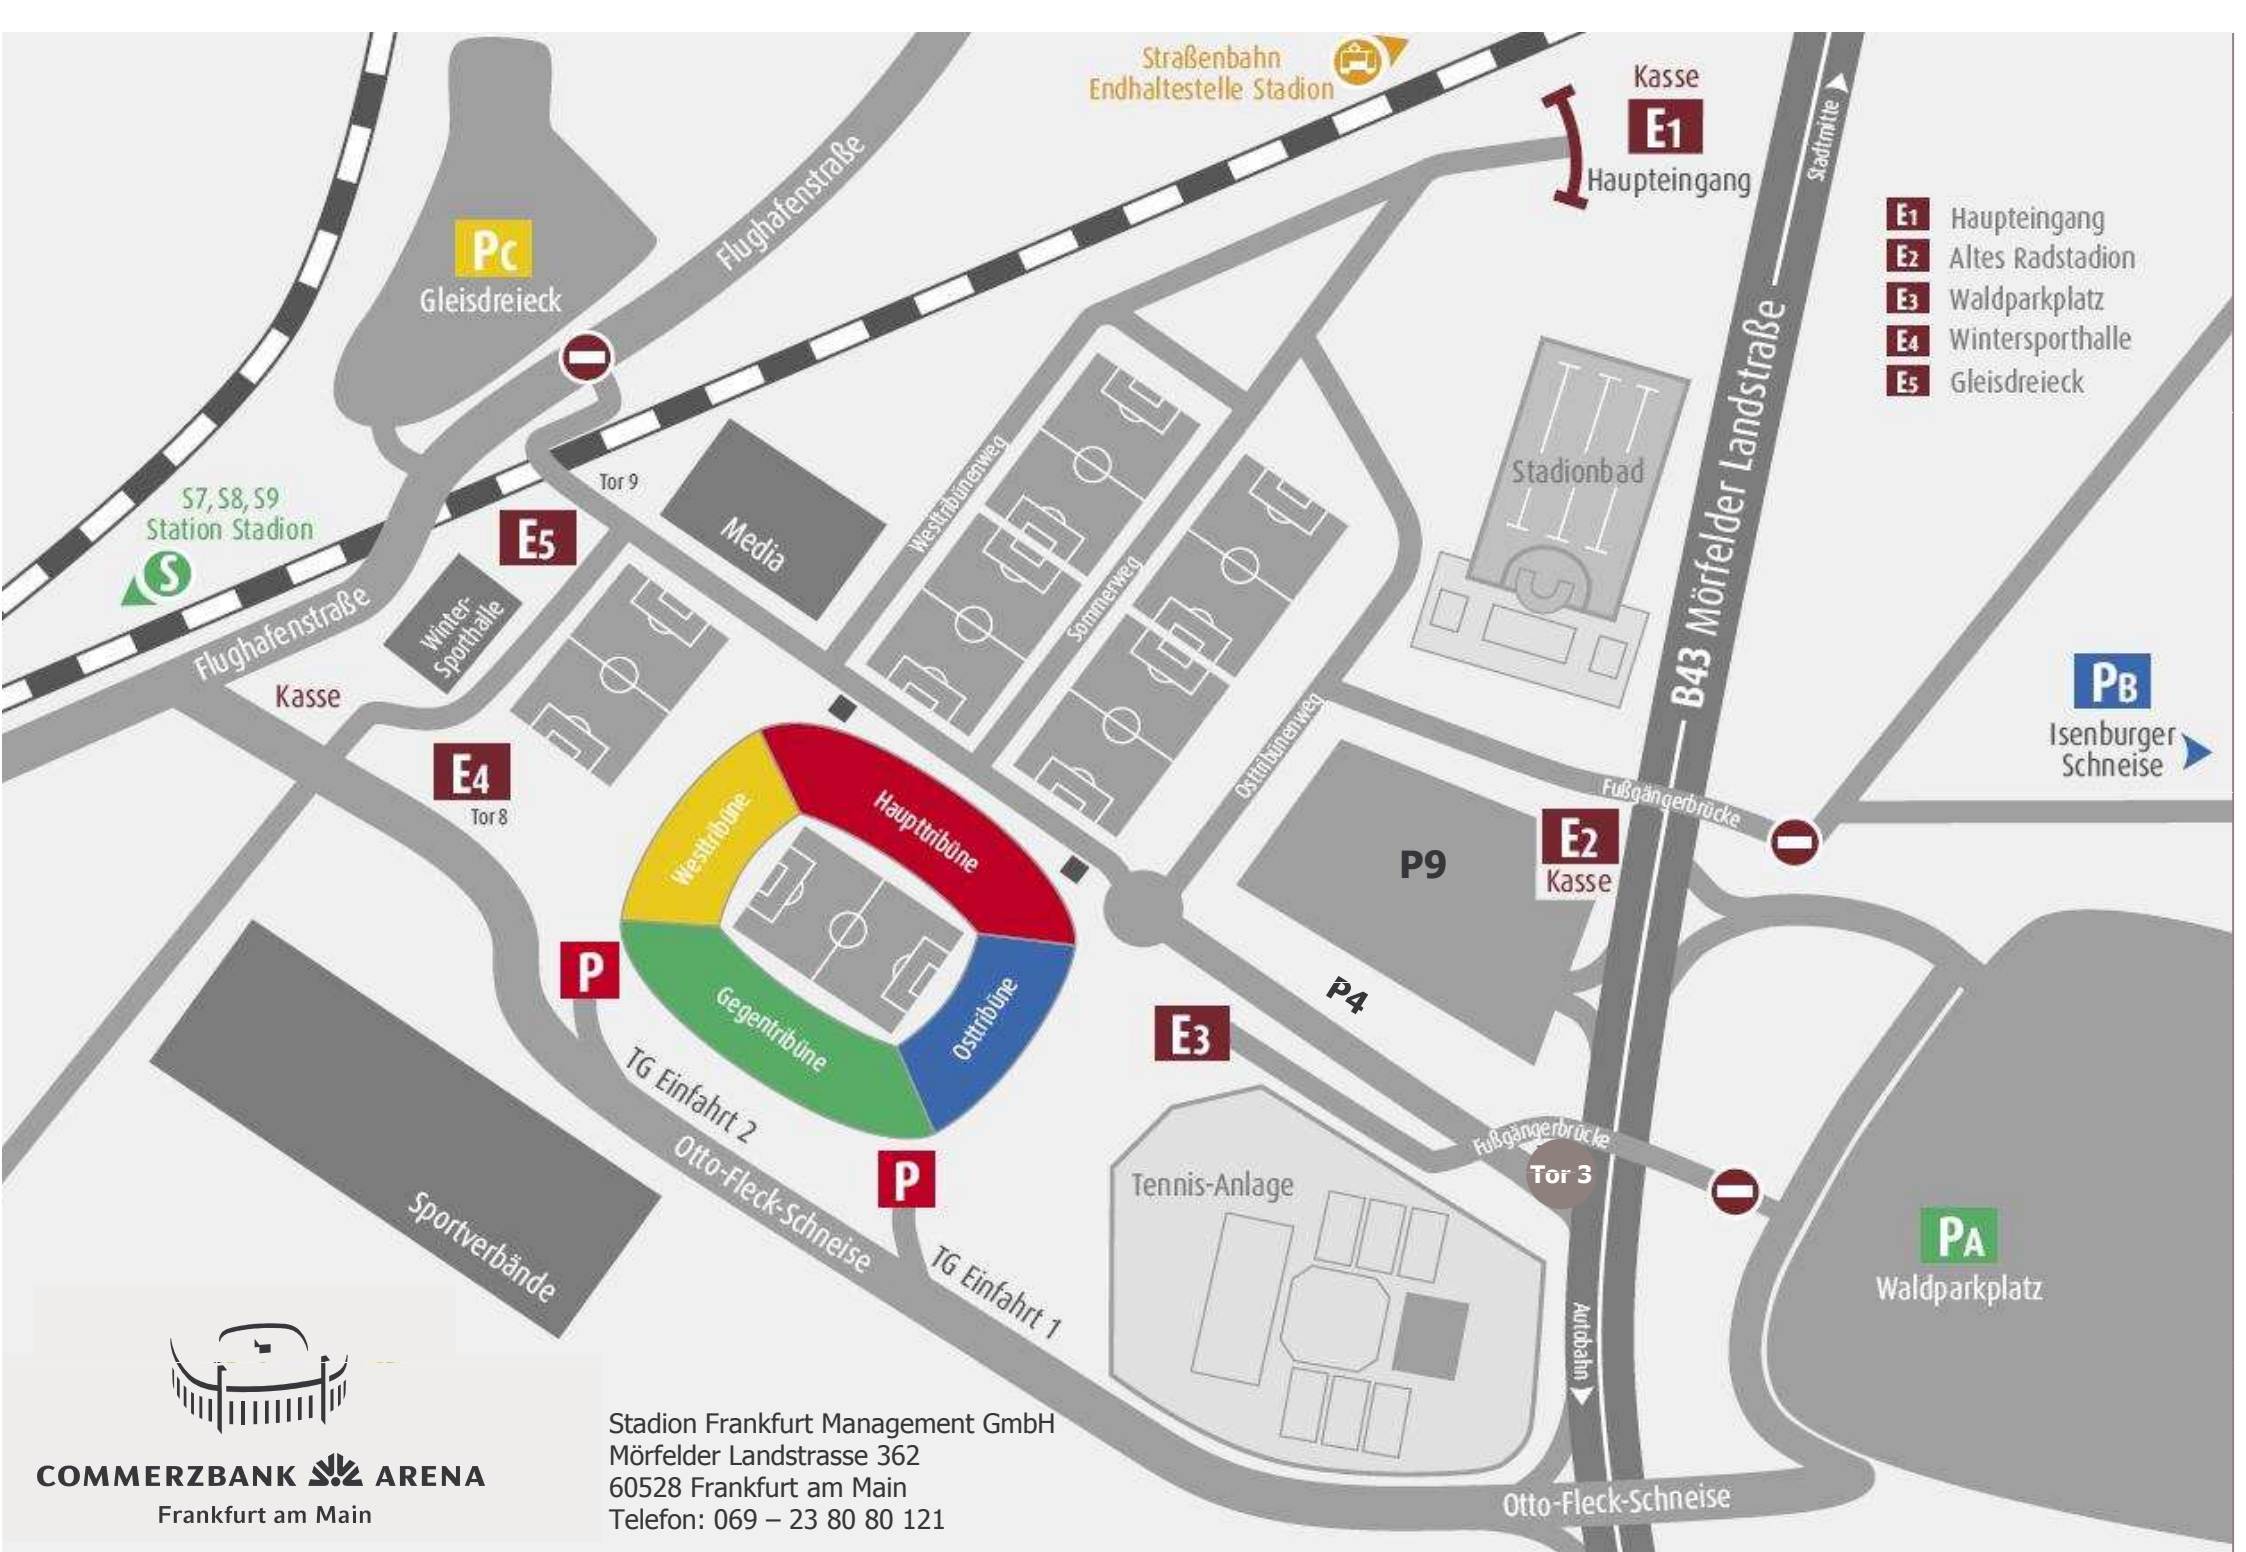 Straßenbahn
Endhaltestelle Stadion
Kasse
E1
Haupteingang
Stadtmitte
Flughafenstraße
Pc
Gleisdreieck
E1 Haupteingang
E2 Altes Radstadion
E3 Waldparkplatz
E4 Wintersporthalle
E5 Gleisdreieck
B43 Mörfelder Landstraße
S7, S8, S9
Station Stadion
S
Tor 9
E5
Media
Westtribünenweg
Sommerweg
Stadionbad
Flughafenstraße
Winter-
Sporthalle
Kasse
E4
Tor 8
Osttribünenweg
PB
Isenburger
Schneise
Fußgängerbrücke
E2
Kasse
P9
P4
Westtribüne
Haupttribüne
Gegentribüne
Osttribüne
P
E3
TG Einfahrt 2
Otto-Fleck-Schneise
P
TG Einfahrt 1
Fußgängerbrücke
Tor 3
Tennis-Anlage
PA
Waldparkplatz
Autobahn
Sportverbände
Otto-Fleck-Schneise
COMMERZBANK ARENA
Frankfurt am Main
Stadion Frankfurt Management GmbH
Mörfelder Landstrasse 362
60528 Frankfurt am Main
Telefon: 069 – 23 80 80 121